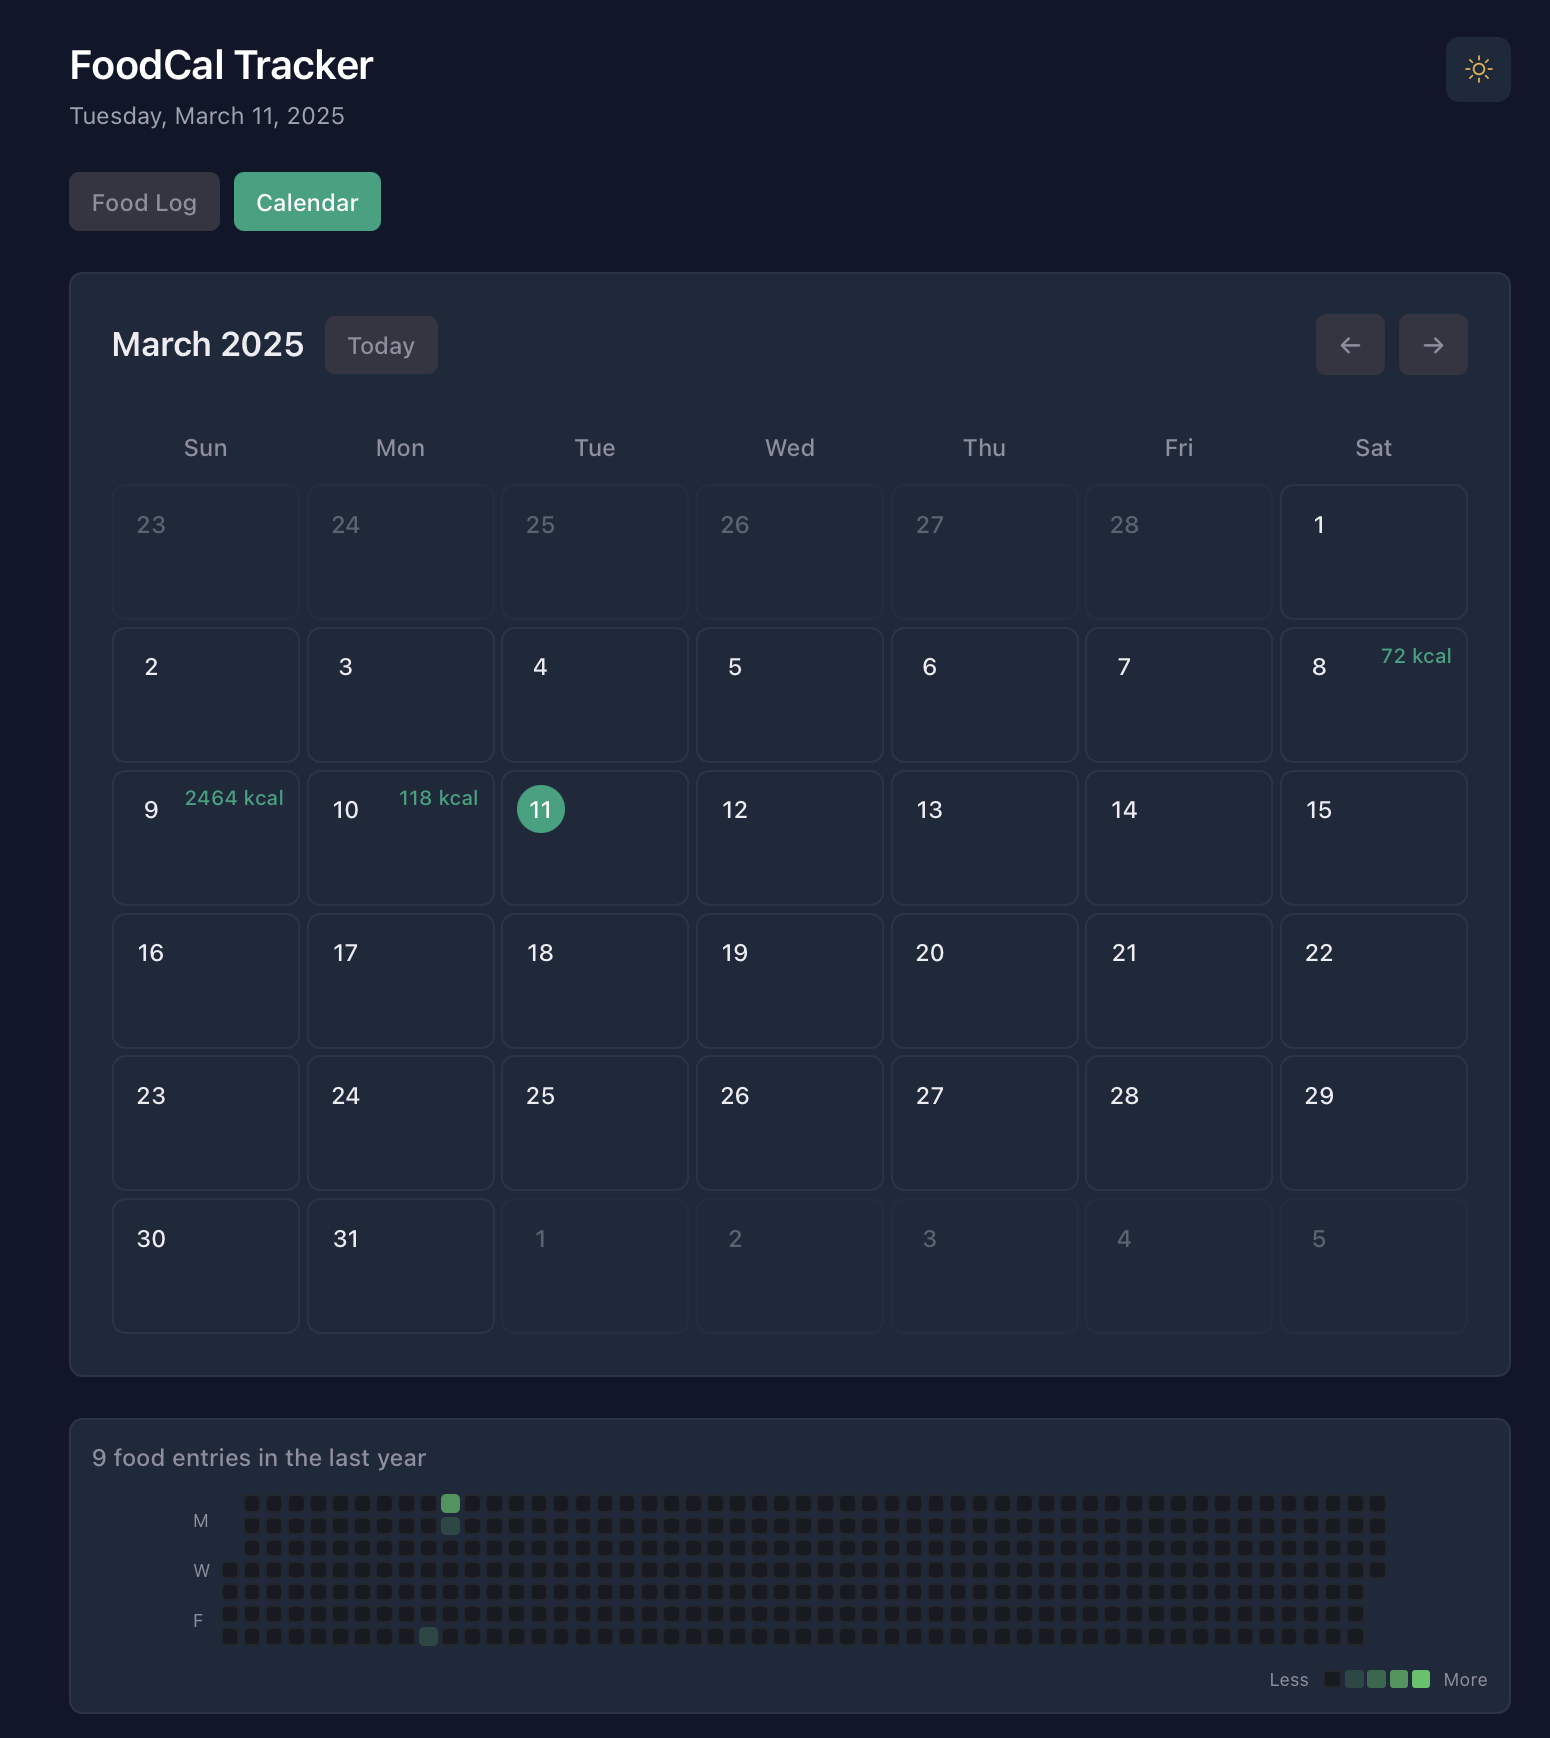 FoodCal Tracker
Tuesday, March 11, 2025
Food Log Calendar
March 2025 Today ← →
Sun Mon Tue Wed Thu Fri Sat
23 24 25 26 27 28 1
2 3 4 5 6 7 8 72 kcal
9 2464 kcal 10 118 kcal 11 12 13 14 15
16 17 18 19 20 21 22
23 24 25 26 27 28 29
30 31 1 2 3 4 5
9 food entries in the last year
M
W
F
Less More